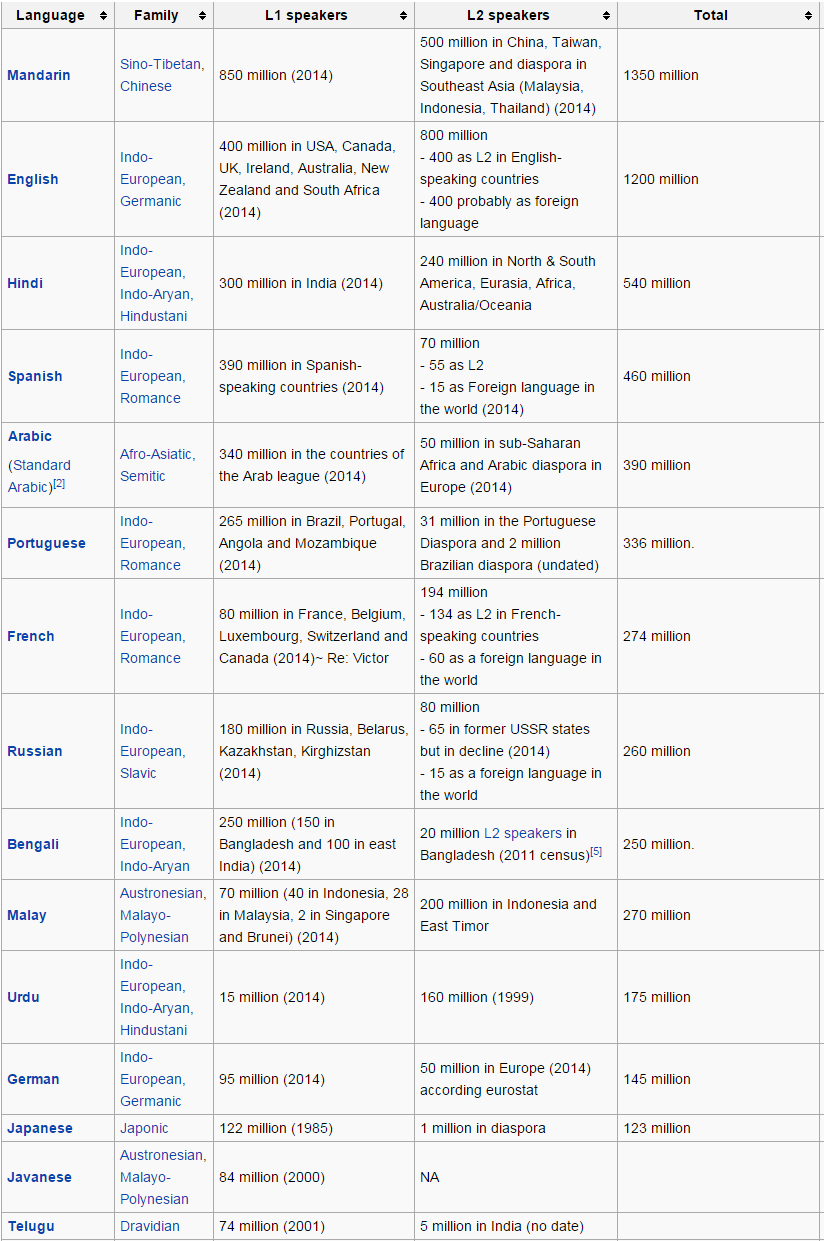 Language Family L1 speakers L2 speakers Total
Mandarin
Sino-Tibetan,
Chinese
850 million (2014)
500 million in China, Taiwan,
Singapore and diaspora in
Southeast Asia (Malaysia,
Indonesia, Thailand) (2014)
1350 million
English
Indo-
European,
Germanic
400 million in USA, Canada,
UK, Ireland, Australia, New
Zealand and South Africa
(2014)
800 million
- 400 as L2 in English-
speaking countries
- 400 probably as foreign
language
1200 million
Hindi
Indo-
European,
Indo-Aryan,
Hindustani
300 million in India (2014)
240 million in North & South
America, Eurasia, Africa,
Australia/Oceania
540 million
Spanish
Indo-
European,
Romance
390 million in Spanish-
speaking countries (2014)
70 million
- 55 as L2
- 15 as Foreign language in
the world (2014)
460 million
Arabic
(Standard
Arabic)[2]
Afro-Asiatic,
Semitic
340 million in the countries of
the Arab league (2014)
50 million in sub-Saharan
Africa and Arabic diaspora in
Europe (2014)
390 million
Portuguese
Indo-
European,
Romance
265 million in Brazil, Portugal,
Angola and Mozambique
(2014)
31 million in the Portuguese
Diaspora and 2 million
Brazilian diaspora (undated)
336 million.
French
Indo-
European,
Romance
80 million in France, Belgium,
Luxembourg, Switzerland and
Canada (2014)~ Re: Victor
194 million
- 134 as L2 in French-
speaking countries
- 60 as a foreign language in
the world
274 million
Russian
Indo-
European,
Slavic
180 million in Russia, Belarus,
Kazakhstan, Kirghizstan
(2014)
80 million
- 65 in former USSR states
but in decline (2014)
- 15 as a foreign language in
the world
260 million
Bengali
Indo-
European,
Indo-Aryan
250 million (150 in
Bangladesh and 100 in east
India) (2014)
20 million L2 speakers in
Bangladesh (2011 census)[5]
250 million.
Malay
Austronesian,
Malayo-
Polynesian
70 million (40 in Indonesia, 28
in Malaysia, 2 in Singapore
and Brunei) (2014)
200 million in Indonesia and
East Timor
270 million
Urdu
Indo-
European,
Indo-Aryan,
Hindustani
15 million (2014)
160 million (1999)
175 million
German
Indo-
European,
Germanic
95 million (2014)
50 million in Europe (2014)
according eurostat
145 million
Japanese
Japonic
122 million (1985)
1 million in diaspora
123 million
Javanese
Austronesian,
Malayo-
Polynesian
84 million (2000)
NA
Telugu
Dravidian
74 million (2001)
5 million in India (no date)